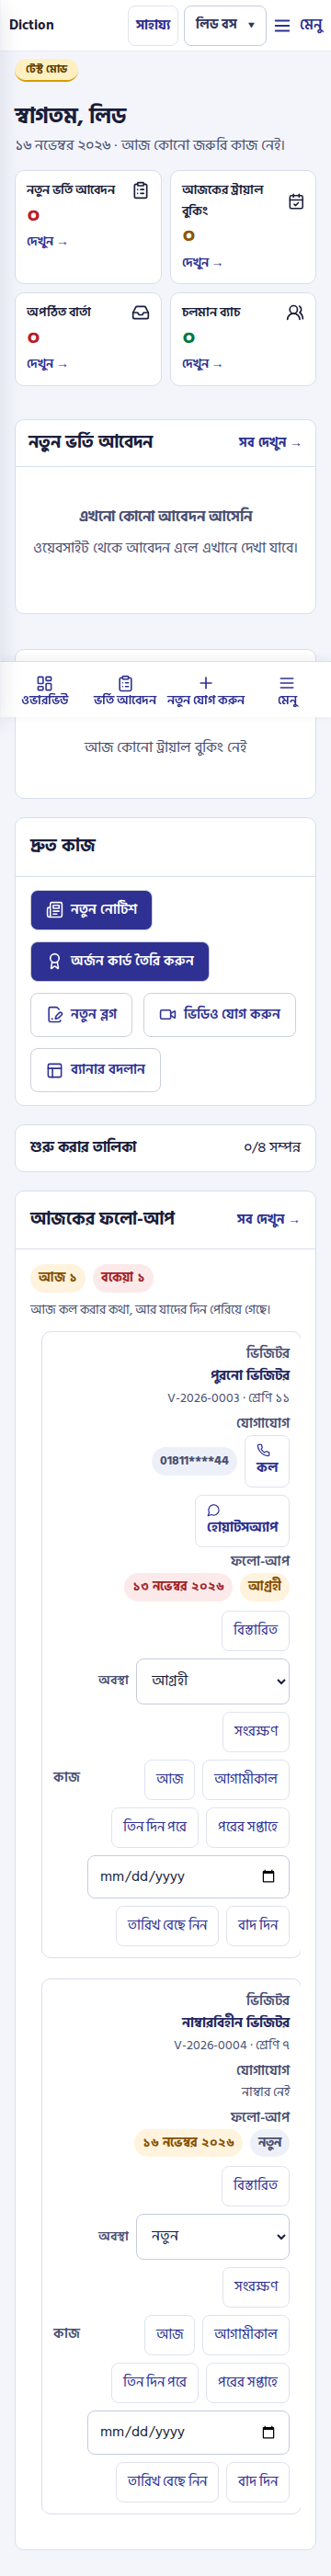 Diction
সাহায্য
লিড বস
মেনু
টেস্ট মোড
স্বাগতম, লিড
১৬ নভেম্বর ২০২৬ · আজ কোনো জরুরি কাজ নেই।
নতুন ভর্তি আবেদন
০
দেখুন →
আজকের ট্রায়াল
বুকিং
০
দেখুন →
অপঠিত বার্তা
০
দেখুন →
চলমান ব্যাচ
০
দেখুন →
নতুন ভর্তি আবেদন
সব দেখুন →
এখনো কোনো আবেদন আসেনি
ওয়েবসাইট থেকে আবেদন এলে এখানে দেখা যাবে।
ওভারভিউ
ভর্তি আবেদন
নতুন যোগ করুন
মেনু
আজ কোনো ট্রায়াল বুকিং নেই
দ্রুত কাজ
নতুন নোটিশ
অর্জন কার্ড তৈরি করুন
নতুন ব্লগ
ভিডিও যোগ করুন
ব্যানার বদলান
শুরু করার তালিকা
০/৪ সম্পন্ন
আজকের ফলো-আপ
সব দেখুন →
আজ ১
বকেয়া ১
আজ কল করার কথা, আর যাদের দিন পেরিয়ে গেছে।
ভিজিটর
পুরনো ভিজিটর
V-2026-0003 · শ্রেণি ১১
যোগাযোগ
01811****44
কল
হোয়াটসঅ্যাপ
ফলো-আপ
১৩ নভেম্বর ২০২৬
আগ্রহী
বিস্তারিত
অবস্থা
আগ্রহী
সংরক্ষণ
কাজ
আজ
আগামীকাল
তিন দিন পরে
পরের সপ্তাহে
mm/dd/yyyy
তারিখ বেছে নিন
বাদ দিন
ভিজিটর
নাম্বারবিহীন ভিজিটর
V-2026-0004 · শ্রেণি ৭
যোগাযোগ
নাম্বার নেই
ফলো-আপ
১৬ নভেম্বর ২০২৬
নতুন
বিস্তারিত
অবস্থা
নতুন
সংরক্ষণ
কাজ
আজ
আগামীকাল
তিন দিন পরে
পরের সপ্তাহে
mm/dd/yyyy
তারিখ বেছে নিন
বাদ দিন